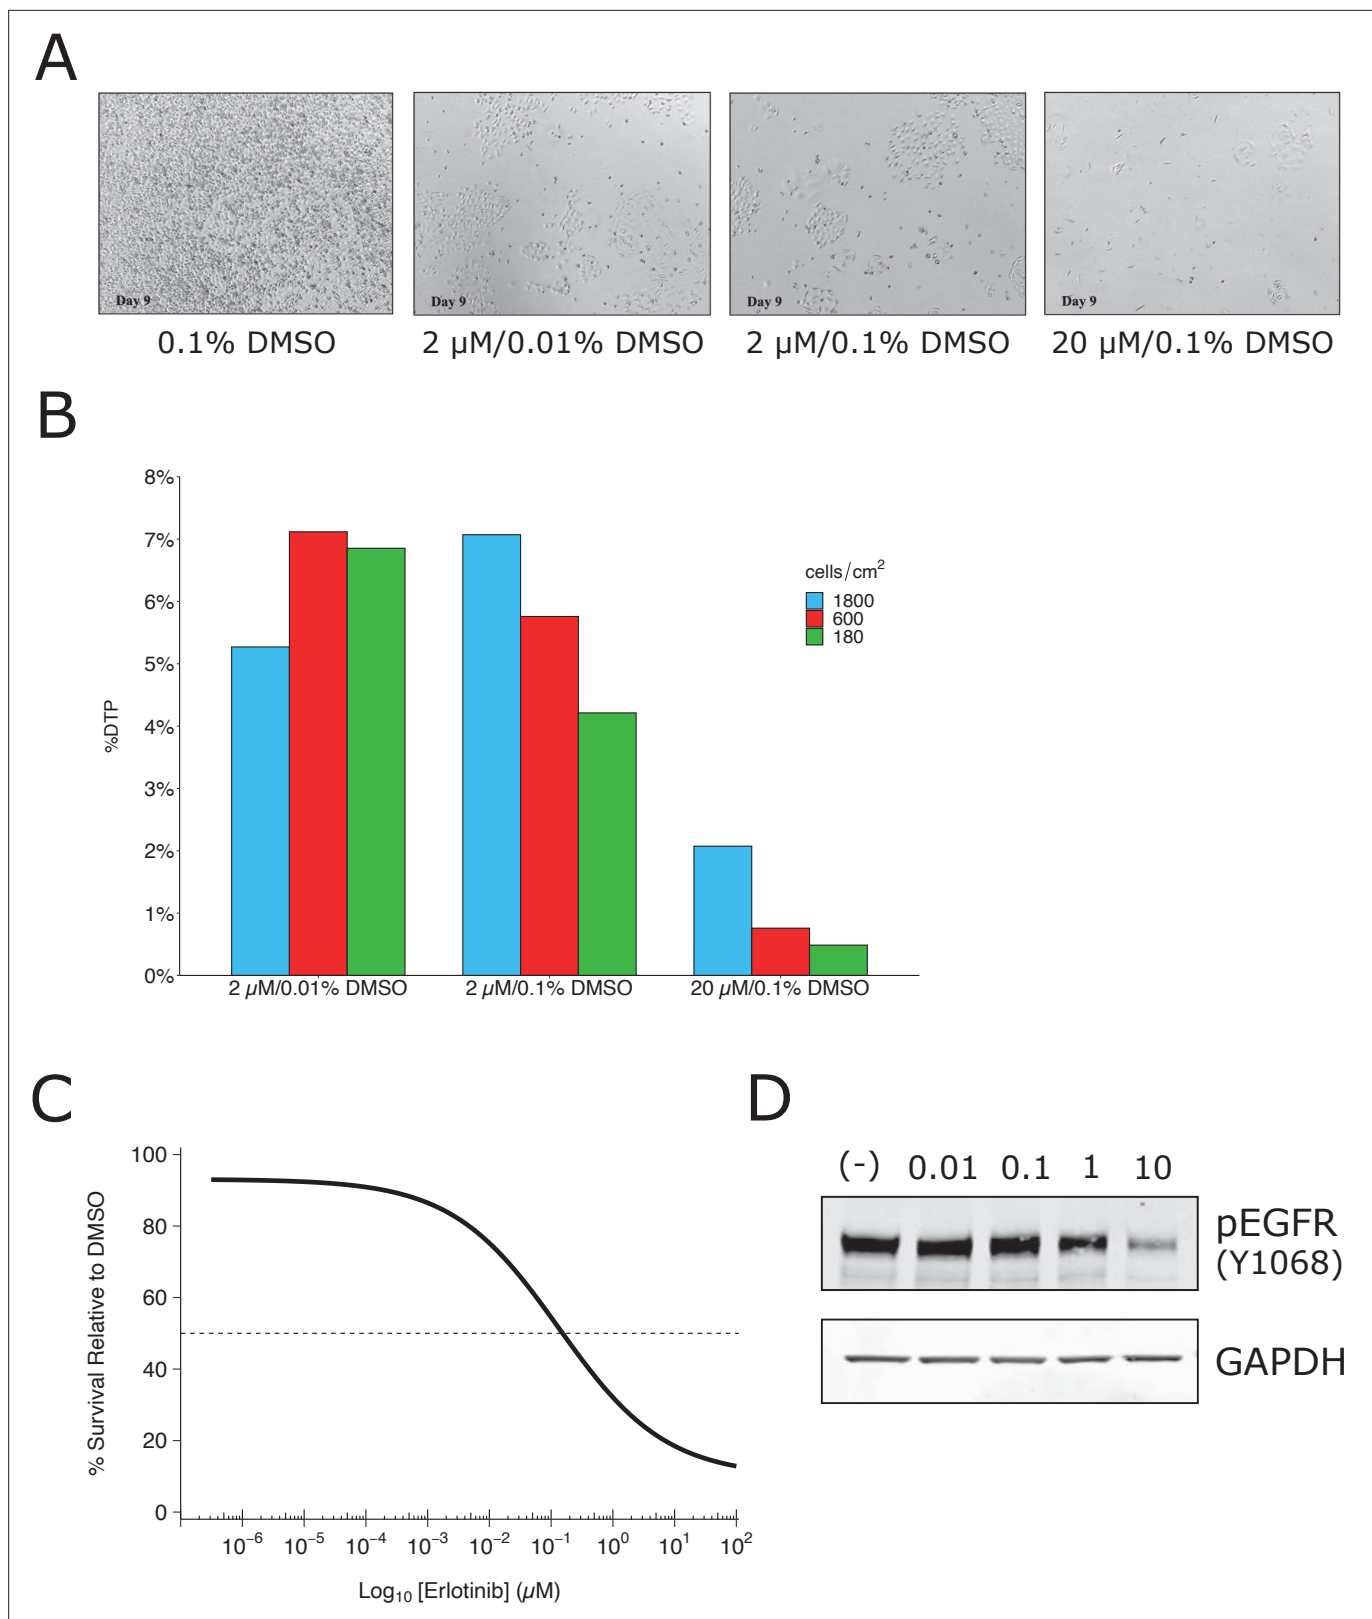 A
Day 9
Day 9
Day 9
Day 9
0.1% DMSO
2 µM/0.01% DMSO
2 µM/0.1% DMSO
20 µM/0.1% DMSO
B
8%
7%
6%
5%
4%
3%
2%
1%
0%
%DTP
cells/cm²
1800
600
180
2 µM/0.01% DMSO
2 µM/0.1% DMSO
20 µM/0.1% DMSO
C
100
80
60
40
20
0
% Survival Relative to DMSO
10⁻⁶ 10⁻⁵ 10⁻⁴ 10⁻³ 10⁻² 10⁻¹ 10⁰ 10¹ 10²
Log₁₀ [Erlotinib] (µM)
D
(-) 0.01 0.1 1 10
pEGFR
(Y1068)
GAPDH